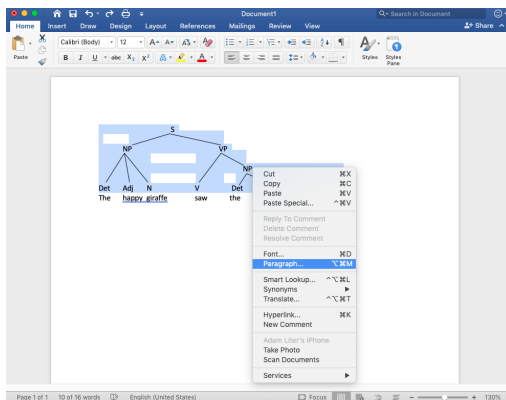 Document1
Search in Document
Home Insert Draw Design Layout References Mailings Review View Share
Paste
Calibri (Body) 12
B I U abc X₂ X² A A
Styles Styles Pane
S
NP VP
NP
Det Adj N V Det
The happy giraffe saw the
Cut ⌘X
Copy ⌘C
Paste ⌘V
Paste Special... ^⌘V
Reply To Comment
Delete Comment
Resolve Comment
Font... ⌘D
Paragraph... ⌥⌘M
Smart Lookup... ^⌥⌘L
Synonyms
Translate... ^⌥⌘T
Hyperlink... ⌘K
New Comment
Adam Liter's iPhone
Take Photo
Scan Documents
Services
Page 1 of 1 10 of 16 words English (United States) Focus 130%